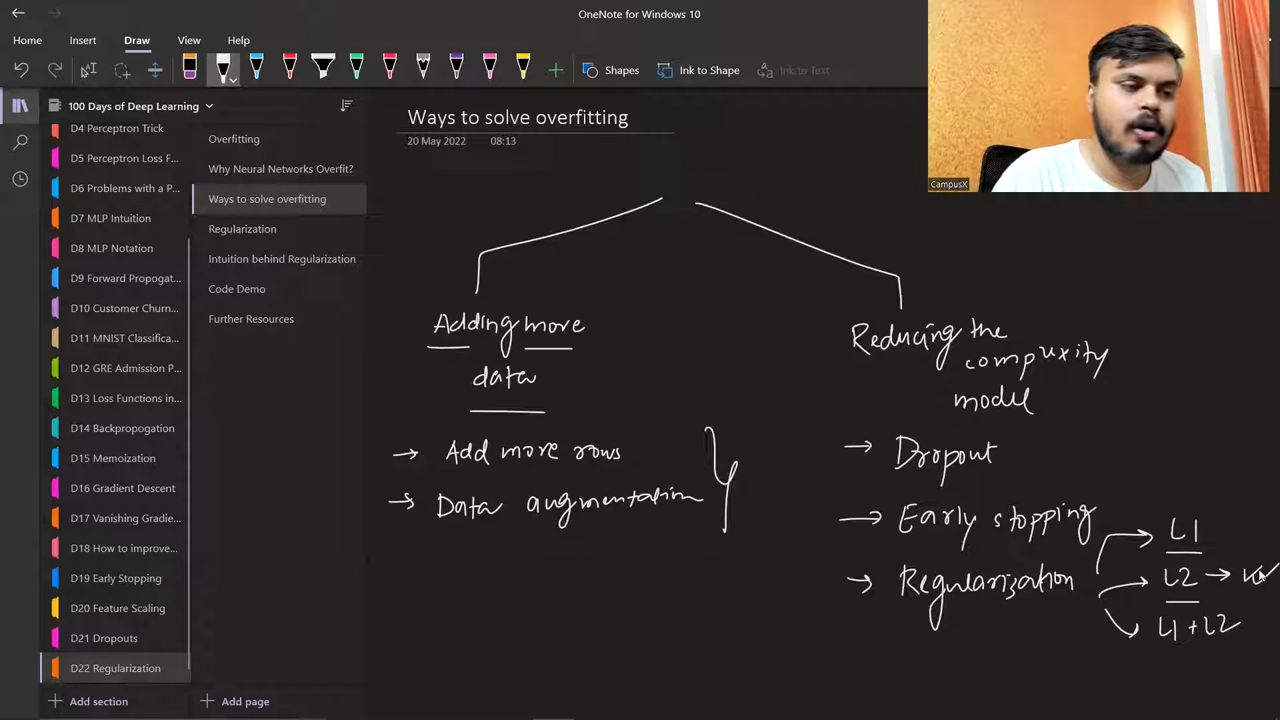 OneNote for Windows 10
Home
Insert
Draw
View
Help
Shapes
Ink to Shape
Ink to Text
100 Days of Deep Learning
D4 Perceptron Trick
D5 Perceptron Loss F...
D6 Problems with a P...
D7 MLP Intuition
D8 MLP Notation
D9 Forward Propogat...
D10 Customer Churn...
D11 MNIST Classifica...
D12 GRE Admission P...
D13 Loss Functions in...
D14 Backpropogation
D15 Memoization
D16 Gradient Descent
D17 Vanishing Gradie...
D18 How to improve...
D19 Early Stopping
D20 Feature Scaling
D21 Dropouts
D22 Regularization
Add section
Overfitting
Why Neural Networks Overfit?
Ways to solve overfitting
Regularization
Intuition behind Regularization
Code Demo
Further Resources
Add page
Ways to solve overfitting
20 May 2022 08:13
Adding more
data
→ Add more rows
→ Data augmentation
Reducing the
complexity
model
→ Dropout
→ Early stopping
→ Regularization
→ L1
→ L2 →
L1 + L2
CampusX